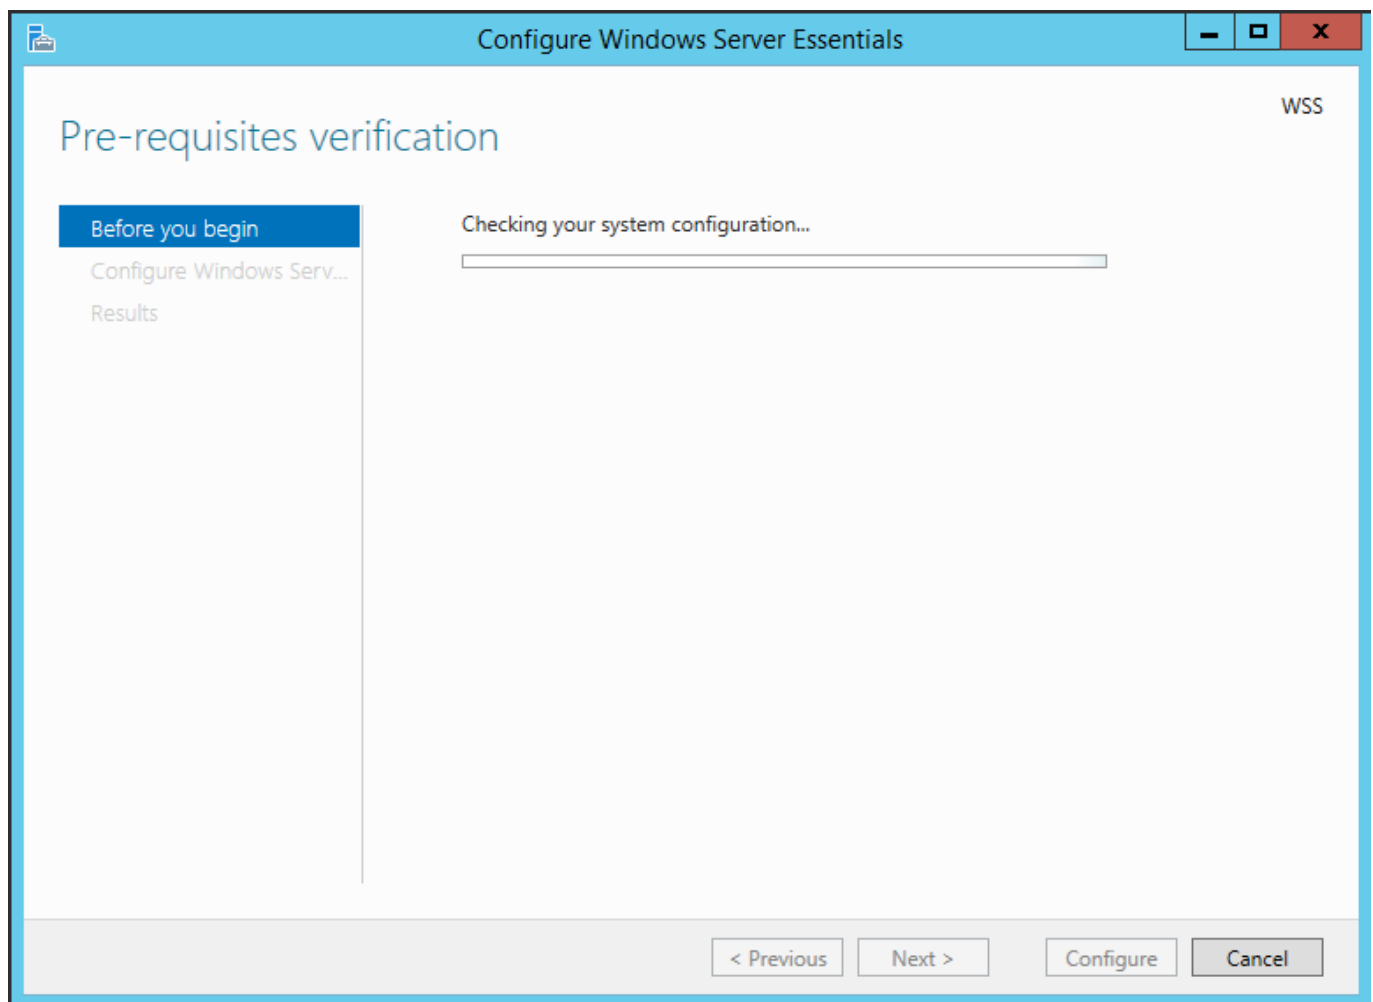 Configure Windows Server Essentials
WSS
Pre-requisites verification
Before you begin
Configure Windows Serv...
Results
Checking your system configuration...
< Previous
Next >
Configure
Cancel